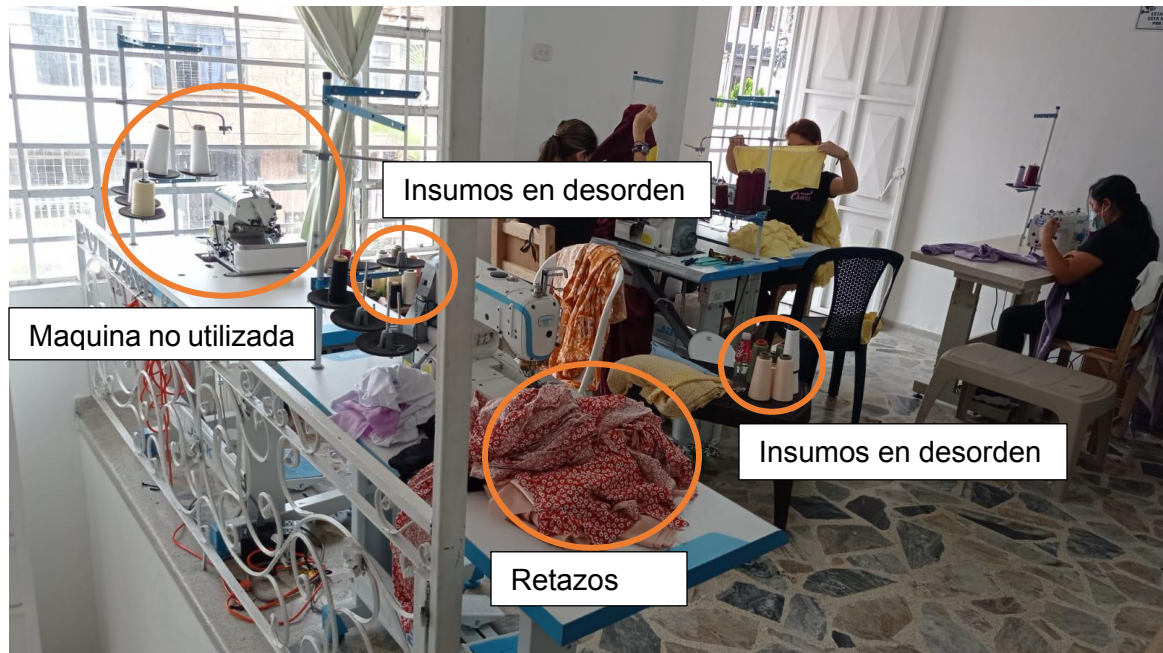 Insumos en desorden
Maquina no utilizada
Insumos en desorden
Retazos